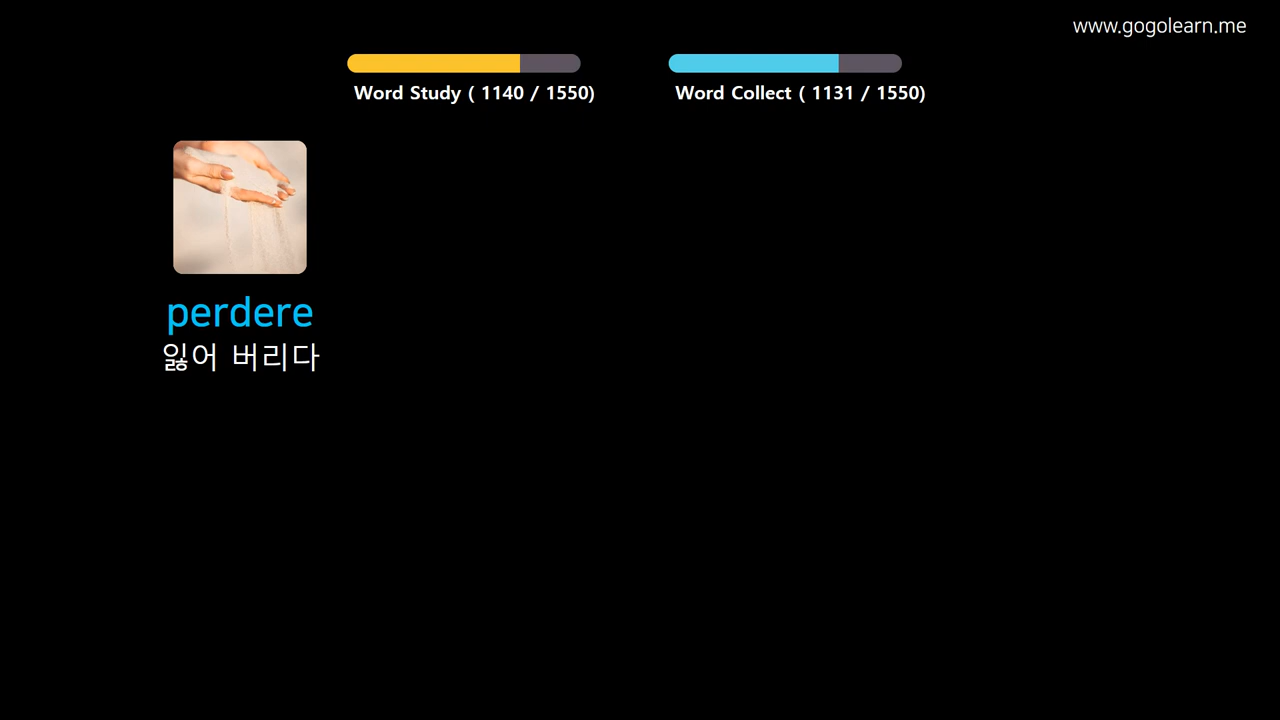 www.gogolearn.me
Word Study ( 1140 / 1550)
Word Collect ( 1131 / 1550)
perdere
잃어 버리다